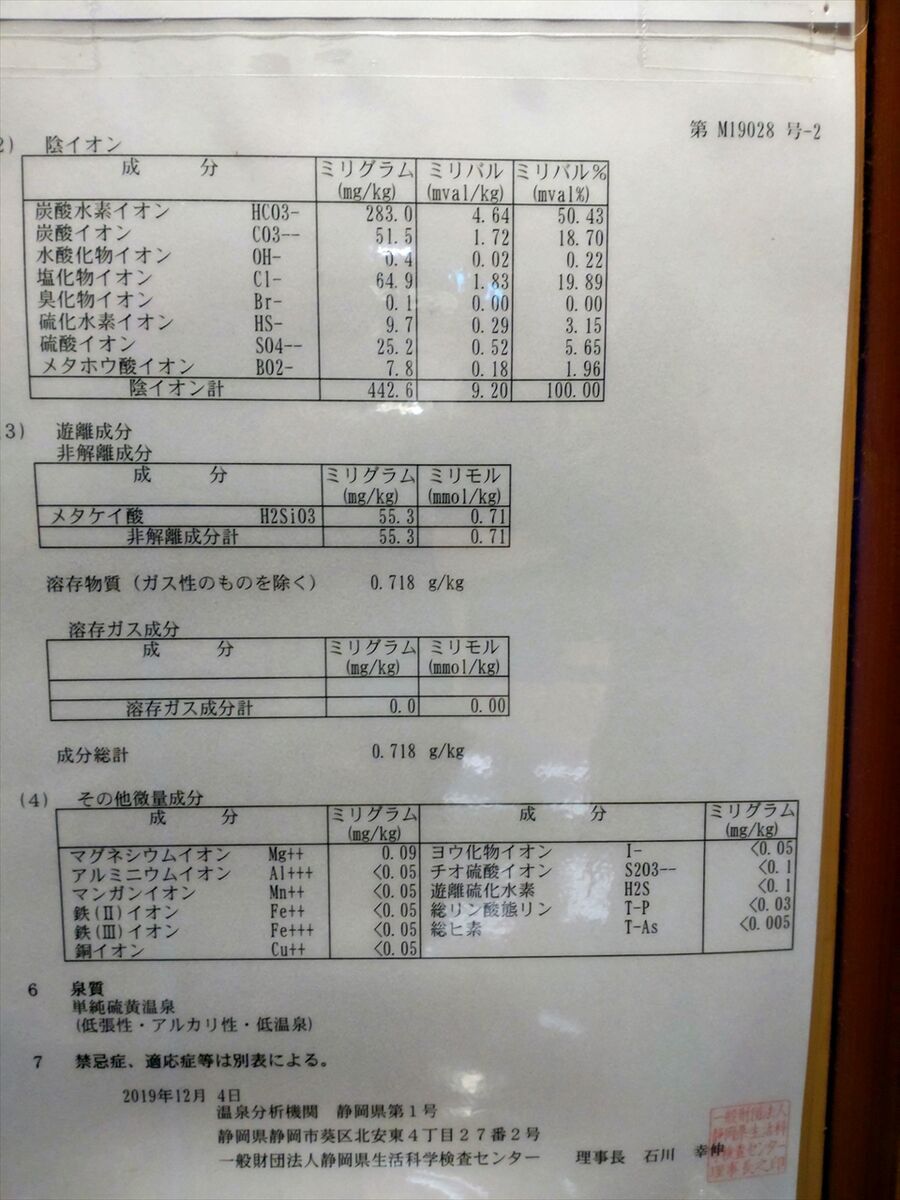 第 M19028 号-2
2) 陰イオン
成 分 ミリグラム (mg/kg) ミリバル (mval/kg) ミリバル% (mval%)
炭酸水素イオン HCO3- 283.0 4.64 50.43
炭酸イオン CO3-- 51.5 1.72 18.70
水酸化物イオン OH- 0.4 0.02 0.22
塩化物イオン Cl- 64.9 1.83 19.89
臭化物イオン Br- 0.1 0.00 0.00
硫化水素イオン HS- 9.7 0.29 3.15
硫酸イオン SO4-- 25.2 0.52 5.65
メタホウ酸イオン BO2- 7.8 0.18 1.96
陰イオン計 442.6 9.20 100.00
3) 遊離成分
非解離成分
成 分 ミリグラム (mg/kg) ミリモル (mmol/kg)
メタケイ酸 H2SiO3 55.3 0.71
非解離成分計 55.3 0.71
溶存物質(ガス性のものを除く) 0.718 g/kg
溶存ガス成分
成 分 ミリグラム (mg/kg) ミリモル (mmol/kg)
溶存ガス成分計 0.0 0.00
成分総計 0.718 g/kg
(4) その他微量成分
成 分 ミリグラム (mg/kg) 成 分 ミリグラム (mg/kg)
マグネシウムイオン Mg++ 0.09 ヨウ化物イオン I- <0.05
アルミニウムイオン Al+++ <0.05 チオ硫酸イオン S2O3-- <0.1
マンガンイオン Mn++ <0.05 遊離硫化水素 H2S <0.1
鉄(Ⅱ)イオン Fe++ <0.05 総リン酸態リン T-P <0.03
鉄(Ⅲ)イオン Fe+++ <0.05 総ヒ素 T-As <0.005
銅イオン Cu++ <0.05
6 泉質
単純硫黄温泉
(低張性・アルカリ性・低温泉)
7 禁忌症、適応症等は別表による。
2019年12月 4日
温泉分析機関 静岡県第1号
静岡県静岡市葵区北安東4丁目27番2号
一般財団法人静岡県生活科学検査センター 理事長 石川 幸伸
一般財団法人
静岡県生活科
学検査センター
理事長之印